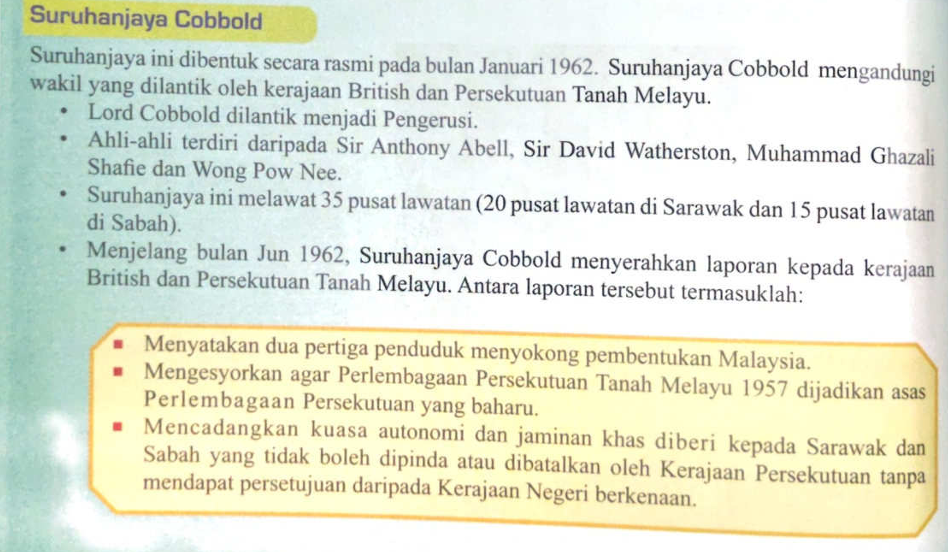 Suruhanjaya Cobbold
Suruhanjaya ini dibentuk secara rasmi pada bulan Januari 1962. Suruhanjaya Cobbold mengandungi
wakil yang dilantik oleh kerajaan British dan Persekutuan Tanah Melayu.
• Lord Cobbold dilantik menjadi Pengerusi.
• Ahli-ahli terdiri daripada Sir Anthony Abell, Sir David Watherston, Muhammad Ghazali
Shafie dan Wong Pow Nee.
• Suruhanjaya ini melawat 35 pusat lawatan (20 pusat lawatan di Sarawak dan 15 pusat lawatan
di Sabah).
• Menjelang bulan Jun 1962, Suruhanjaya Cobbold menyerahkan laporan kepada kerajaan
British dan Persekutuan Tanah Melayu. Antara laporan tersebut termasuklah:
▪ Menyatakan dua pertiga penduduk menyokong pembentukan Malaysia.
▪ Mengesyorkan agar Perlembagaan Persekutuan Tanah Melayu 1957 dijadikan asas
Perlembagaan Persekutuan yang baharu.
▪ Mencadangkan kuasa autonomi dan jaminan khas diberi kepada Sarawak dan
Sabah yang tidak boleh dipinda atau dibatalkan oleh Kerajaan Persekutuan tanpa
mendapat persetujuan daripada Kerajaan Negeri berkenaan.